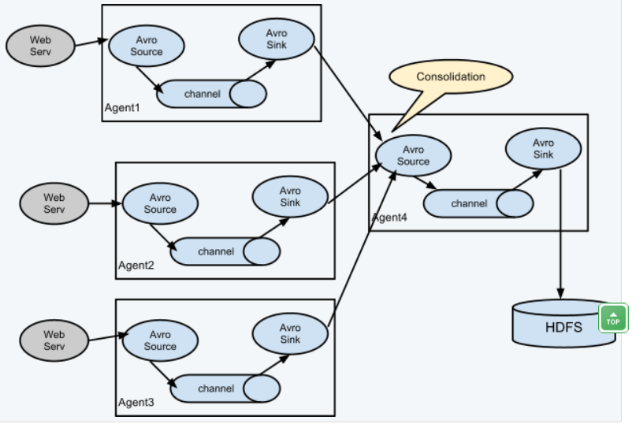 Web
Serv
Avro
Source
Avro
Sink
channel
Agent1
Consolidation
Web
Serv
Avro
Source
Avro
Sink
channel
Agent2
Avro
Source
Avro
Sink
channel
Agent4
Web
Serv
Avro
Source
Avro
Sink
channel
Agent3
HDFS
TOP